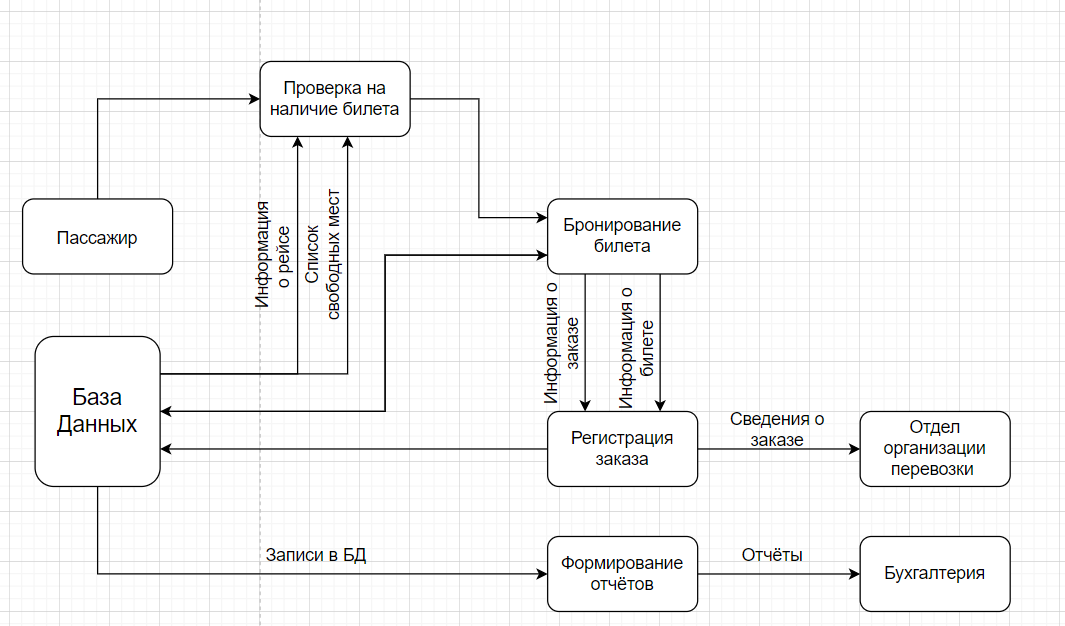 Проверка на
наличие билета
Пассажир
Информация
о рейсе
Список
свободных мест
Бронирование
билета
База
Данных
Информация о
заказе
Информация о
билете
Регистрация
заказа
Сведения о
заказе
Отдел
организации
перевозки
Записи в БД
Формирование
отчётов
Отчёты
Бухгалтерия